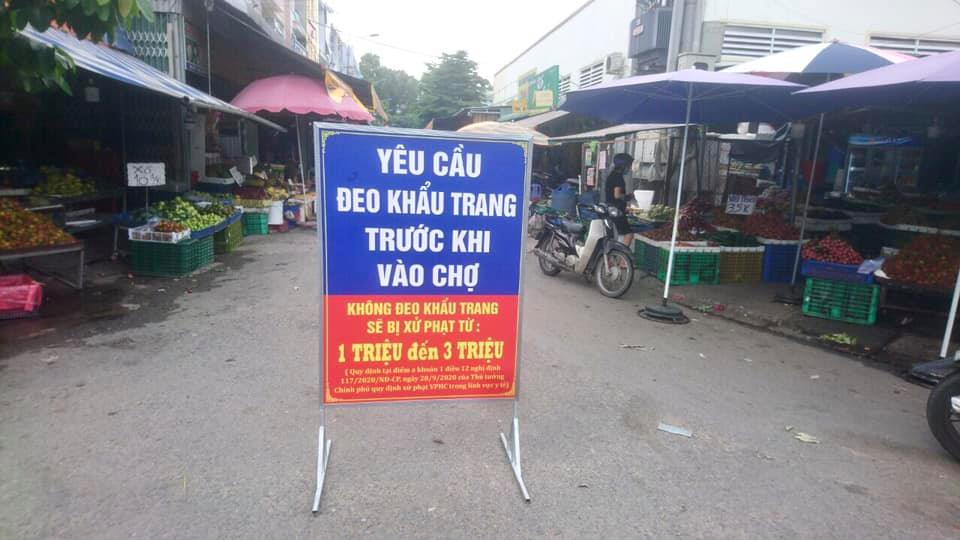 YÊU CẦU
ĐEO KHẨU TRANG
TRƯỚC KHI
VÀO CHỢ
KHÔNG ĐEO KHẨU TRANG
SẼ BỊ XỬ PHẠT TỪ :
1 TRIỆU đến 3 TRIỆU
( Quy định tại điểm a khoản 1 điều 12 nghị định
117/2020/NĐ-CP, ngày 28/9/2020 của Thủ tướng
Chính phủ quy định xử phạt VPHC trong lĩnh vực y tế)
35K